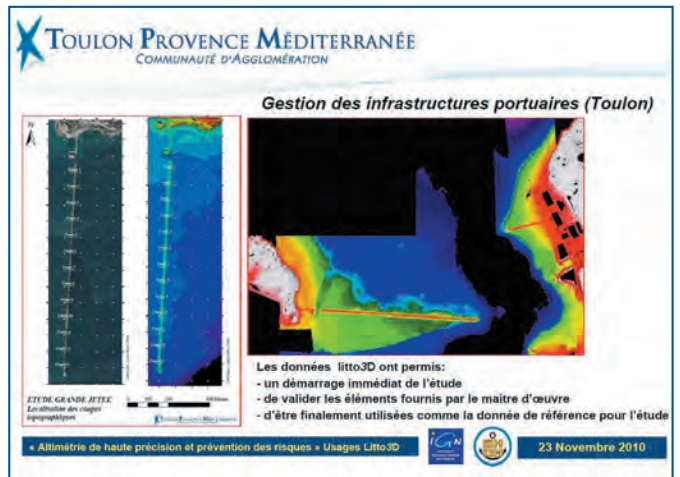 TOULON PROVENCE MÉDITERRANÉE
COMMUNAUTÉ D'AGGLOMÉRATION
Gestion des infrastructures portuaires (Toulon)
N
ETUDE GRANDE JETEE
Localisation des coupes
topographiques
TOULON PROVENCE MÉDITERRANÉE
Les données litto3D ont permis:
- un démarrage immédiat de l'étude
- de valider les éléments fournis par le maitre d'œuvre
- d'être finalement utilisées comme la donnée de référence pour l'étude
« Altimétrie de haute précision et prévention des risques » Usages Litto3D
IGN
23 Novembre 2010